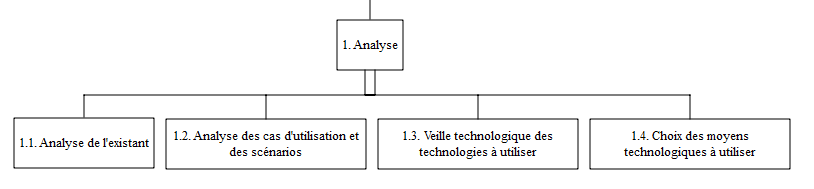 1. Analyse
1.1. Analyse de l'existant
1.2. Analyse des cas d'utilisation et
des scénarios
1.3. Veille technologique des
technologies à utiliser
1.4. Choix des moyens
technologiques à utiliser